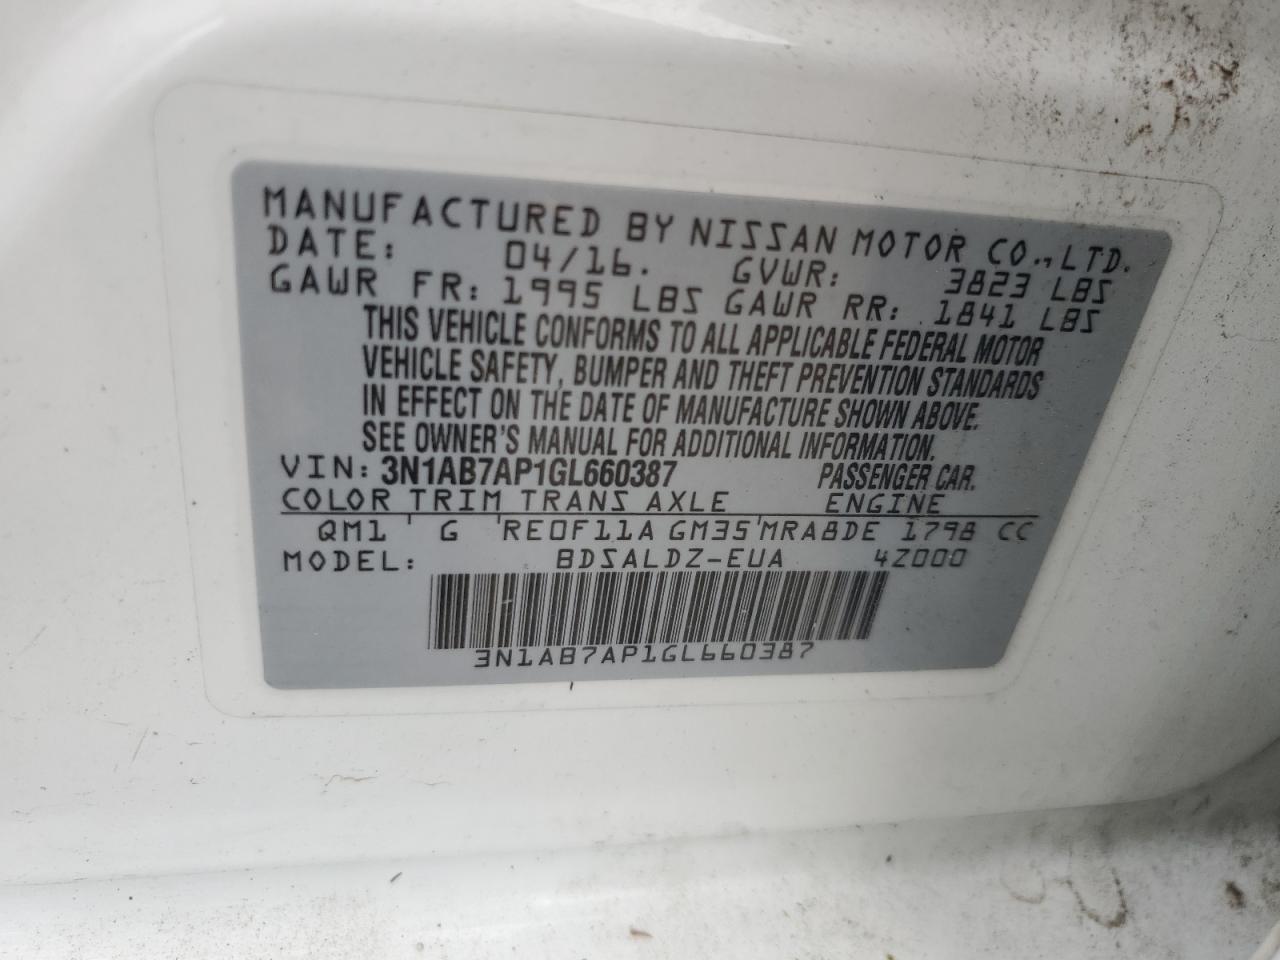 MANUFACTURED BY NISSAN MOTOR CO., LTD.
DATE: 04/16. GVWR: 3823 LBS
GAWR FR: 1995 LBS GAWR RR: 1841 LBS
THIS VEHICLE CONFORMS TO ALL APPLICABLE FEDERAL MOTOR
VEHICLE SAFETY, BUMPER AND THEFT PREVENTION STANDARDS
IN EFFECT ON THE DATE OF MANUFACTURE SHOWN ABOVE.
SEE OWNER'S MANUAL FOR ADDITIONAL INFORMATION.
VIN: 3N1AB7AP1GL660387 PASSENGER CAR.
COLOR TRIM TRANS AXLE ENGINE
QM1 ' G 'RE0F11A GM35'MRA8DE 1798 CC
MODEL: BDSALDZ-EUA 4Z000
3N1AB7AP1GL660387